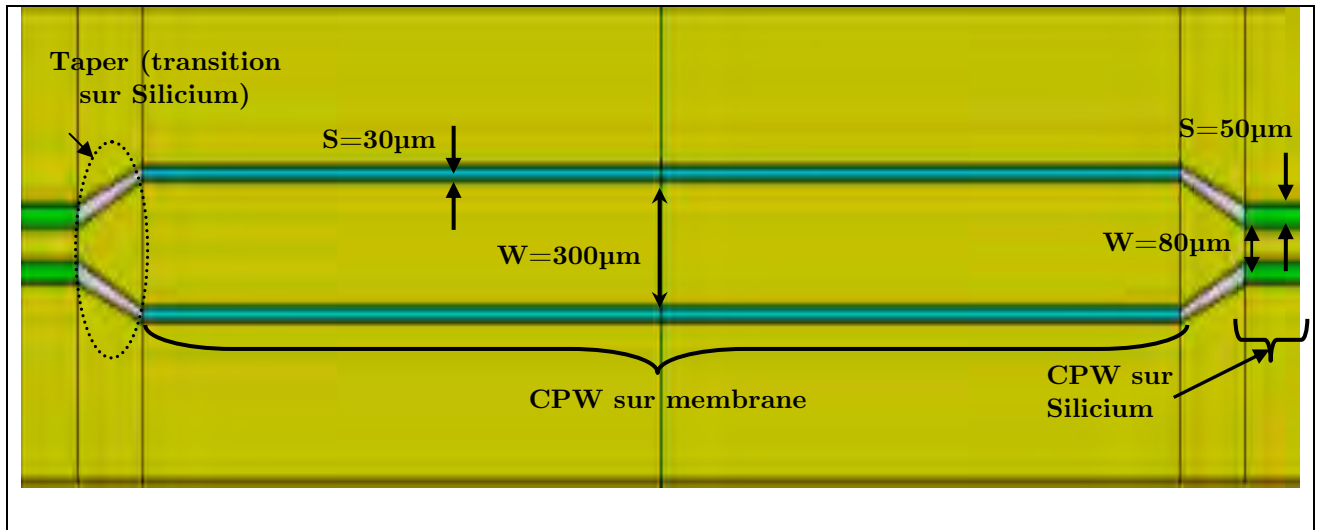 Taper (transition
sur Silicium)
S=30µm
S=50µm
W=300µm
W=80µm
CPW sur membrane
CPW sur
Silicium